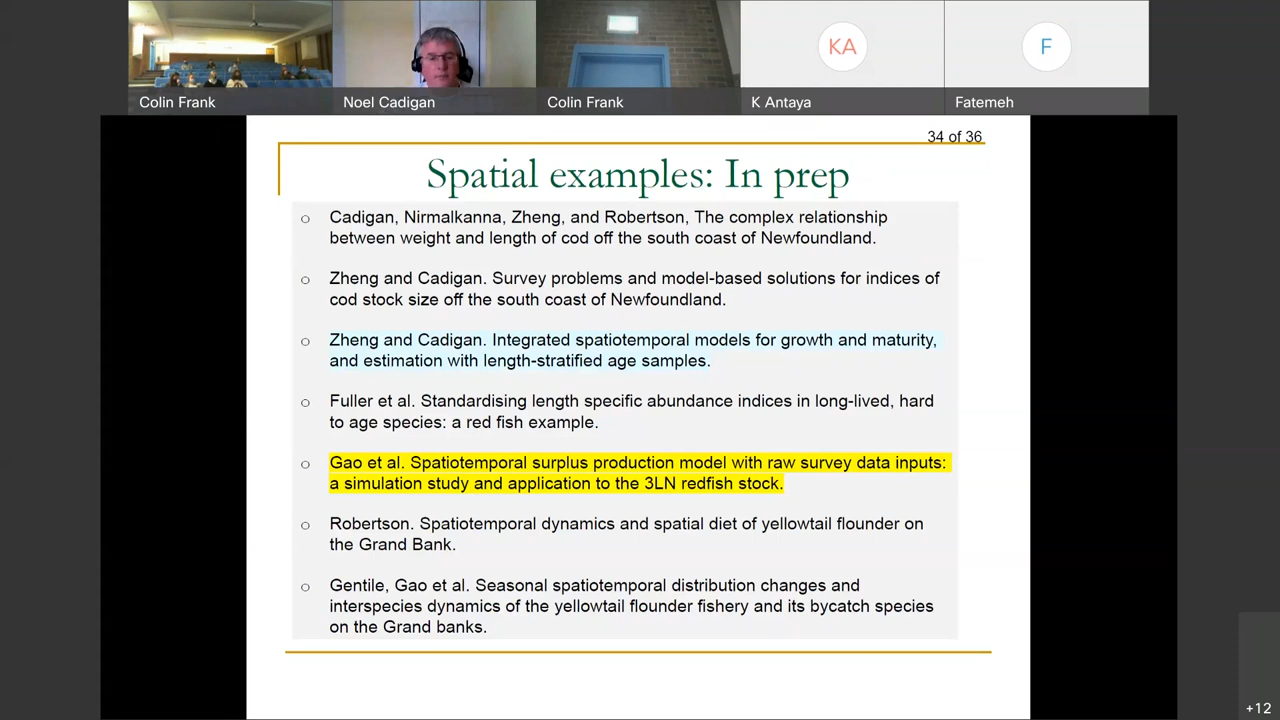 Colin Frank
Noel Cadigan
Colin Frank
KA
K Antaya
F
Fatemeh
34 of 36
Spatial examples: In prep
Cadigan, Nirmalkanna, Zheng, and Robertson, The complex relationship
between weight and length of cod off the south coast of Newfoundland.
Zheng and Cadigan. Survey problems and model-based solutions for indices of
cod stock size off the south coast of Newfoundland.
Zheng and Cadigan. Integrated spatiotemporal models for growth and maturity,
and estimation with length-stratified age samples.
Fuller et al. Standardising length specific abundance indices in long-lived, hard
to age species: a red fish example.
Gao et al. Spatiotemporal surplus production model with raw survey data inputs:
a simulation study and application to the 3LN redfish stock.
Robertson. Spatiotemporal dynamics and spatial diet of yellowtail flounder on
the Grand Bank.
Gentile, Gao et al. Seasonal spatiotemporal distribution changes and
interspecies dynamics of the yellowtail flounder fishery and its bycatch species
on the Grand banks.
+12